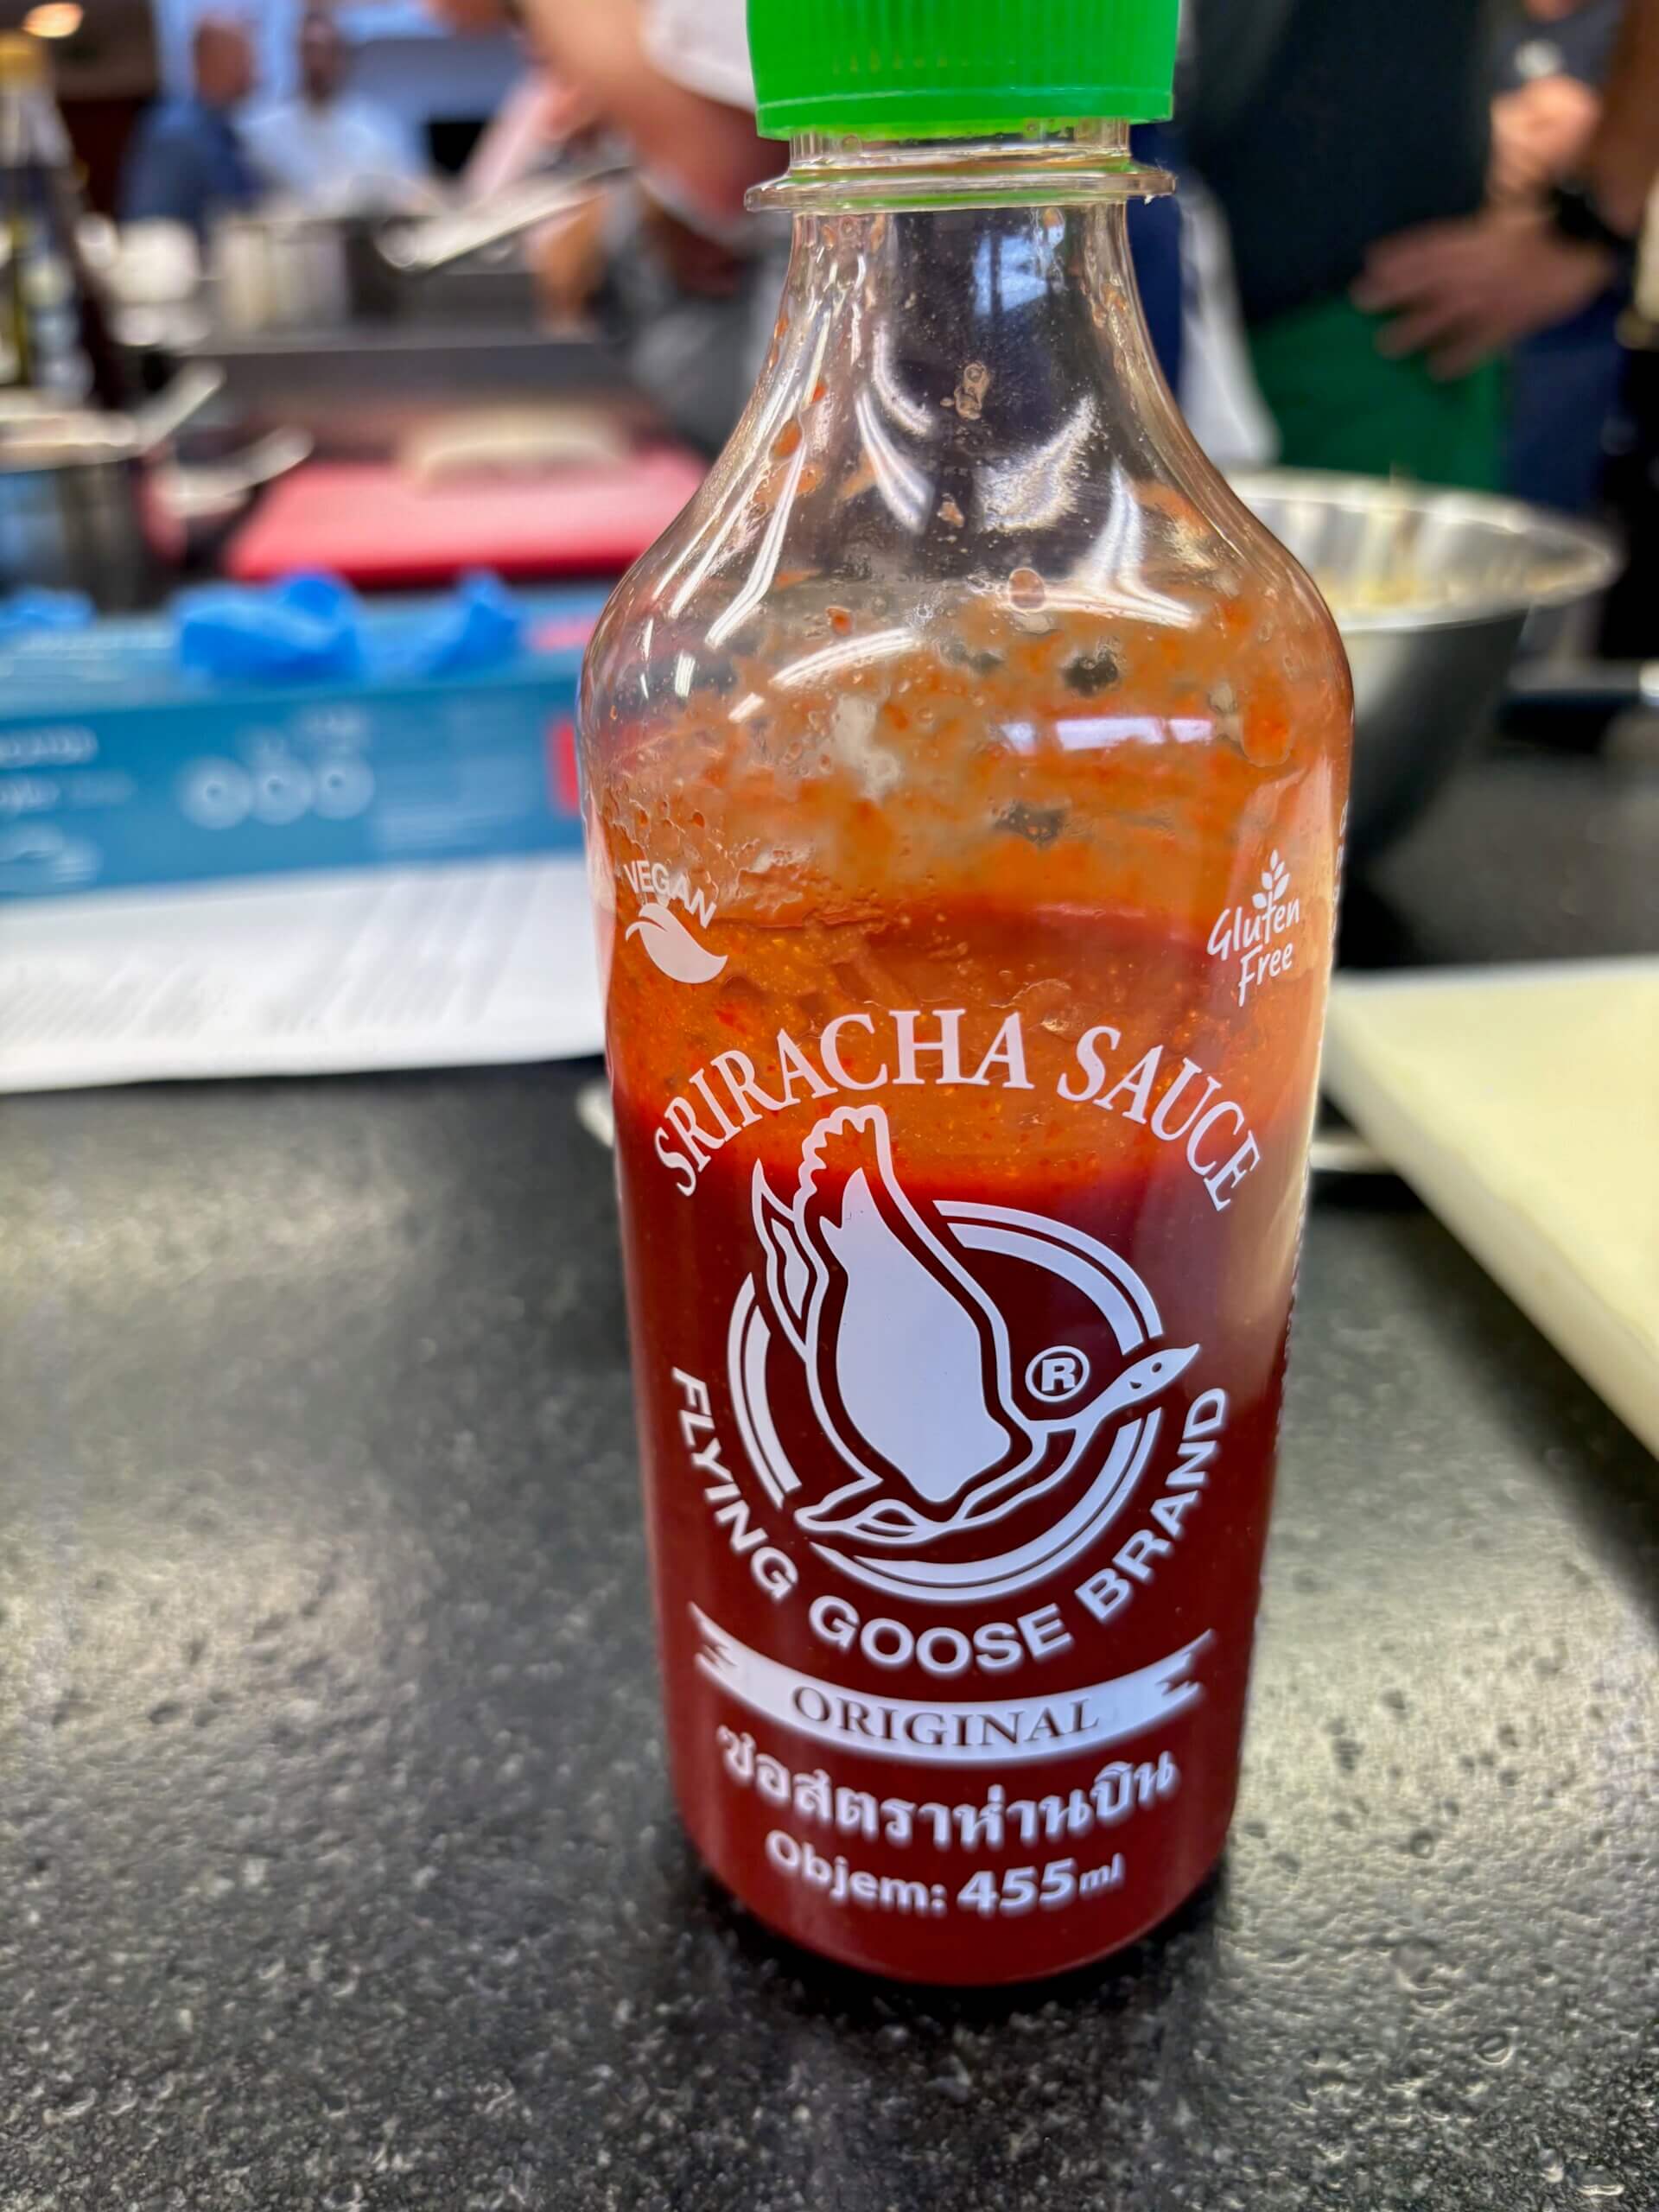 VEGAN
Gluten
Free
SRIRACHA SAUCE
®
FLYING GOOSE BRAND
ORIGINAL
ซอสตราห่านบิน
Objem: 455ml